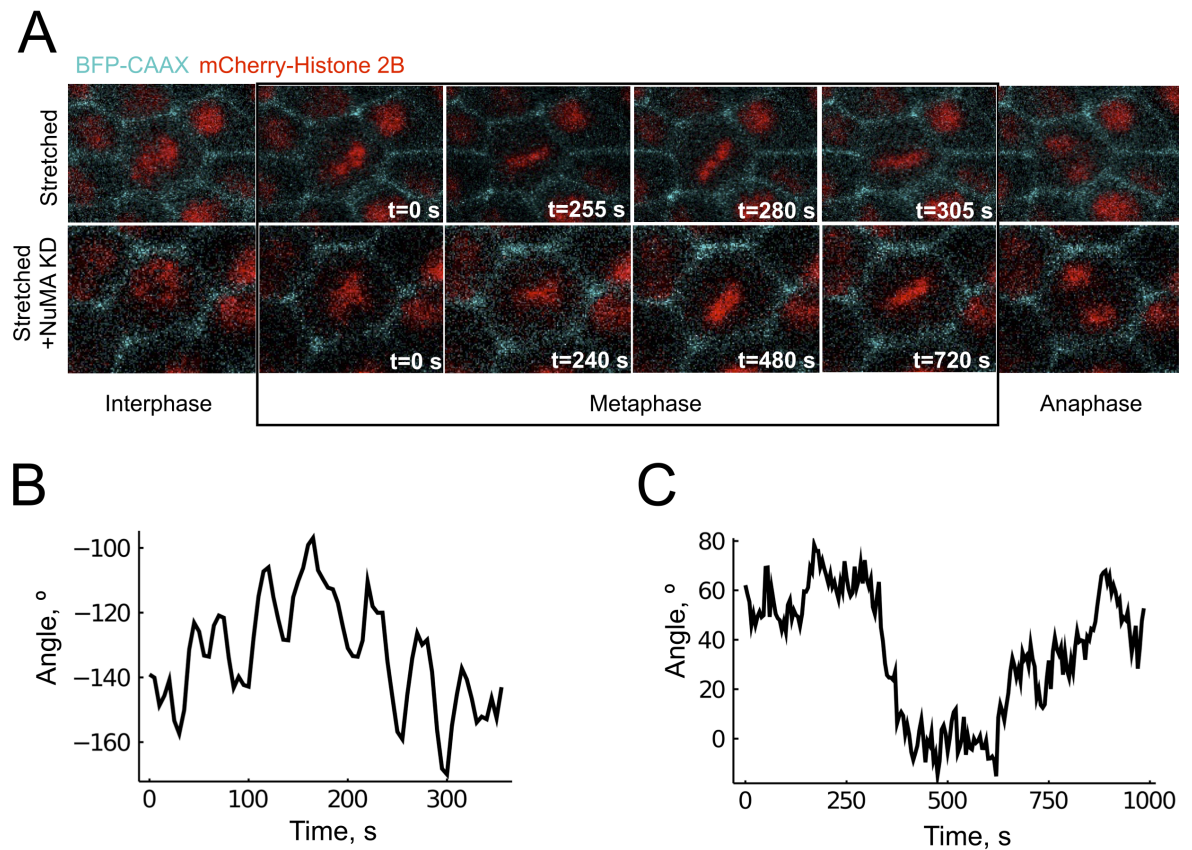 A
BFP-CAAX mCherry-Histone 2B
Stretched
t=0 s
t=255 s
t=280 s
t=305 s
Stretched
+NuMA KD
t=0 s
t=240 s
t=480 s
t=720 s
Interphase
Metaphase
Anaphase
B
Angle, º
−100
−120
−140
−160
0
100
200
300
Time, s
C
Angle, º
80
60
40
20
0
0
250
500
750
1000
Time, s